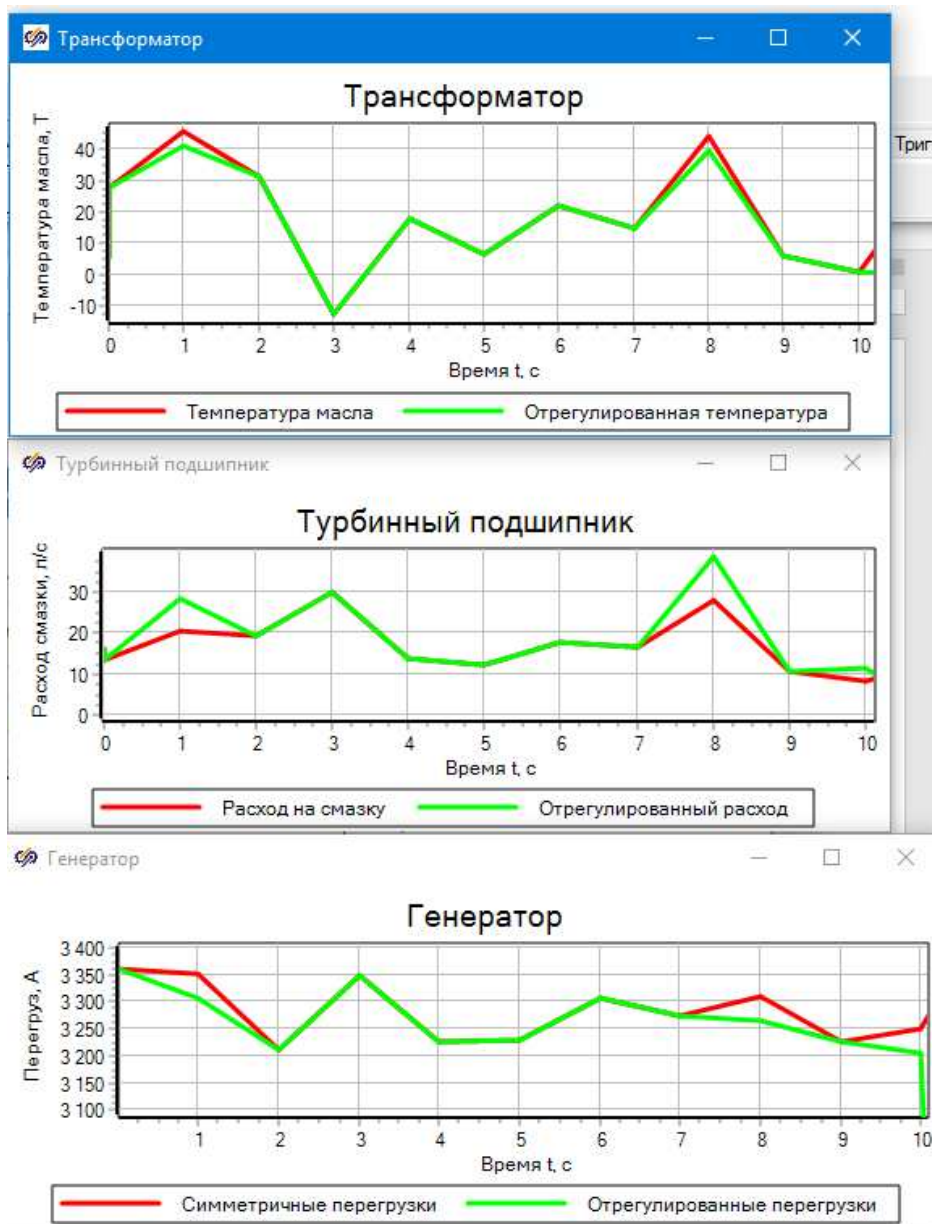 Трансформатор
Трансформатор
Температура масла, Т
40
30
20
10
0
-10
0 1 2 3 4 5 6 7 8 9 10
Время t, с
Температура масла Отрегулированная температура
Триг
Турбинный подшипник
Турбинный подшипник
Расход смазки, л/с
30
20
10
0
0 1 2 3 4 5 6 7 8 9 10
Время t, с
Расход на смазку Отрегулированный расход
Генератор
Генератор
Перегруз, А
3 400
3 350
3 300
3 250
3 200
3 150
3 100
1 2 3 4 5 6 7 8 9 10
Время t, с
Симметричные перегрузки Отрегулированные перегрузки